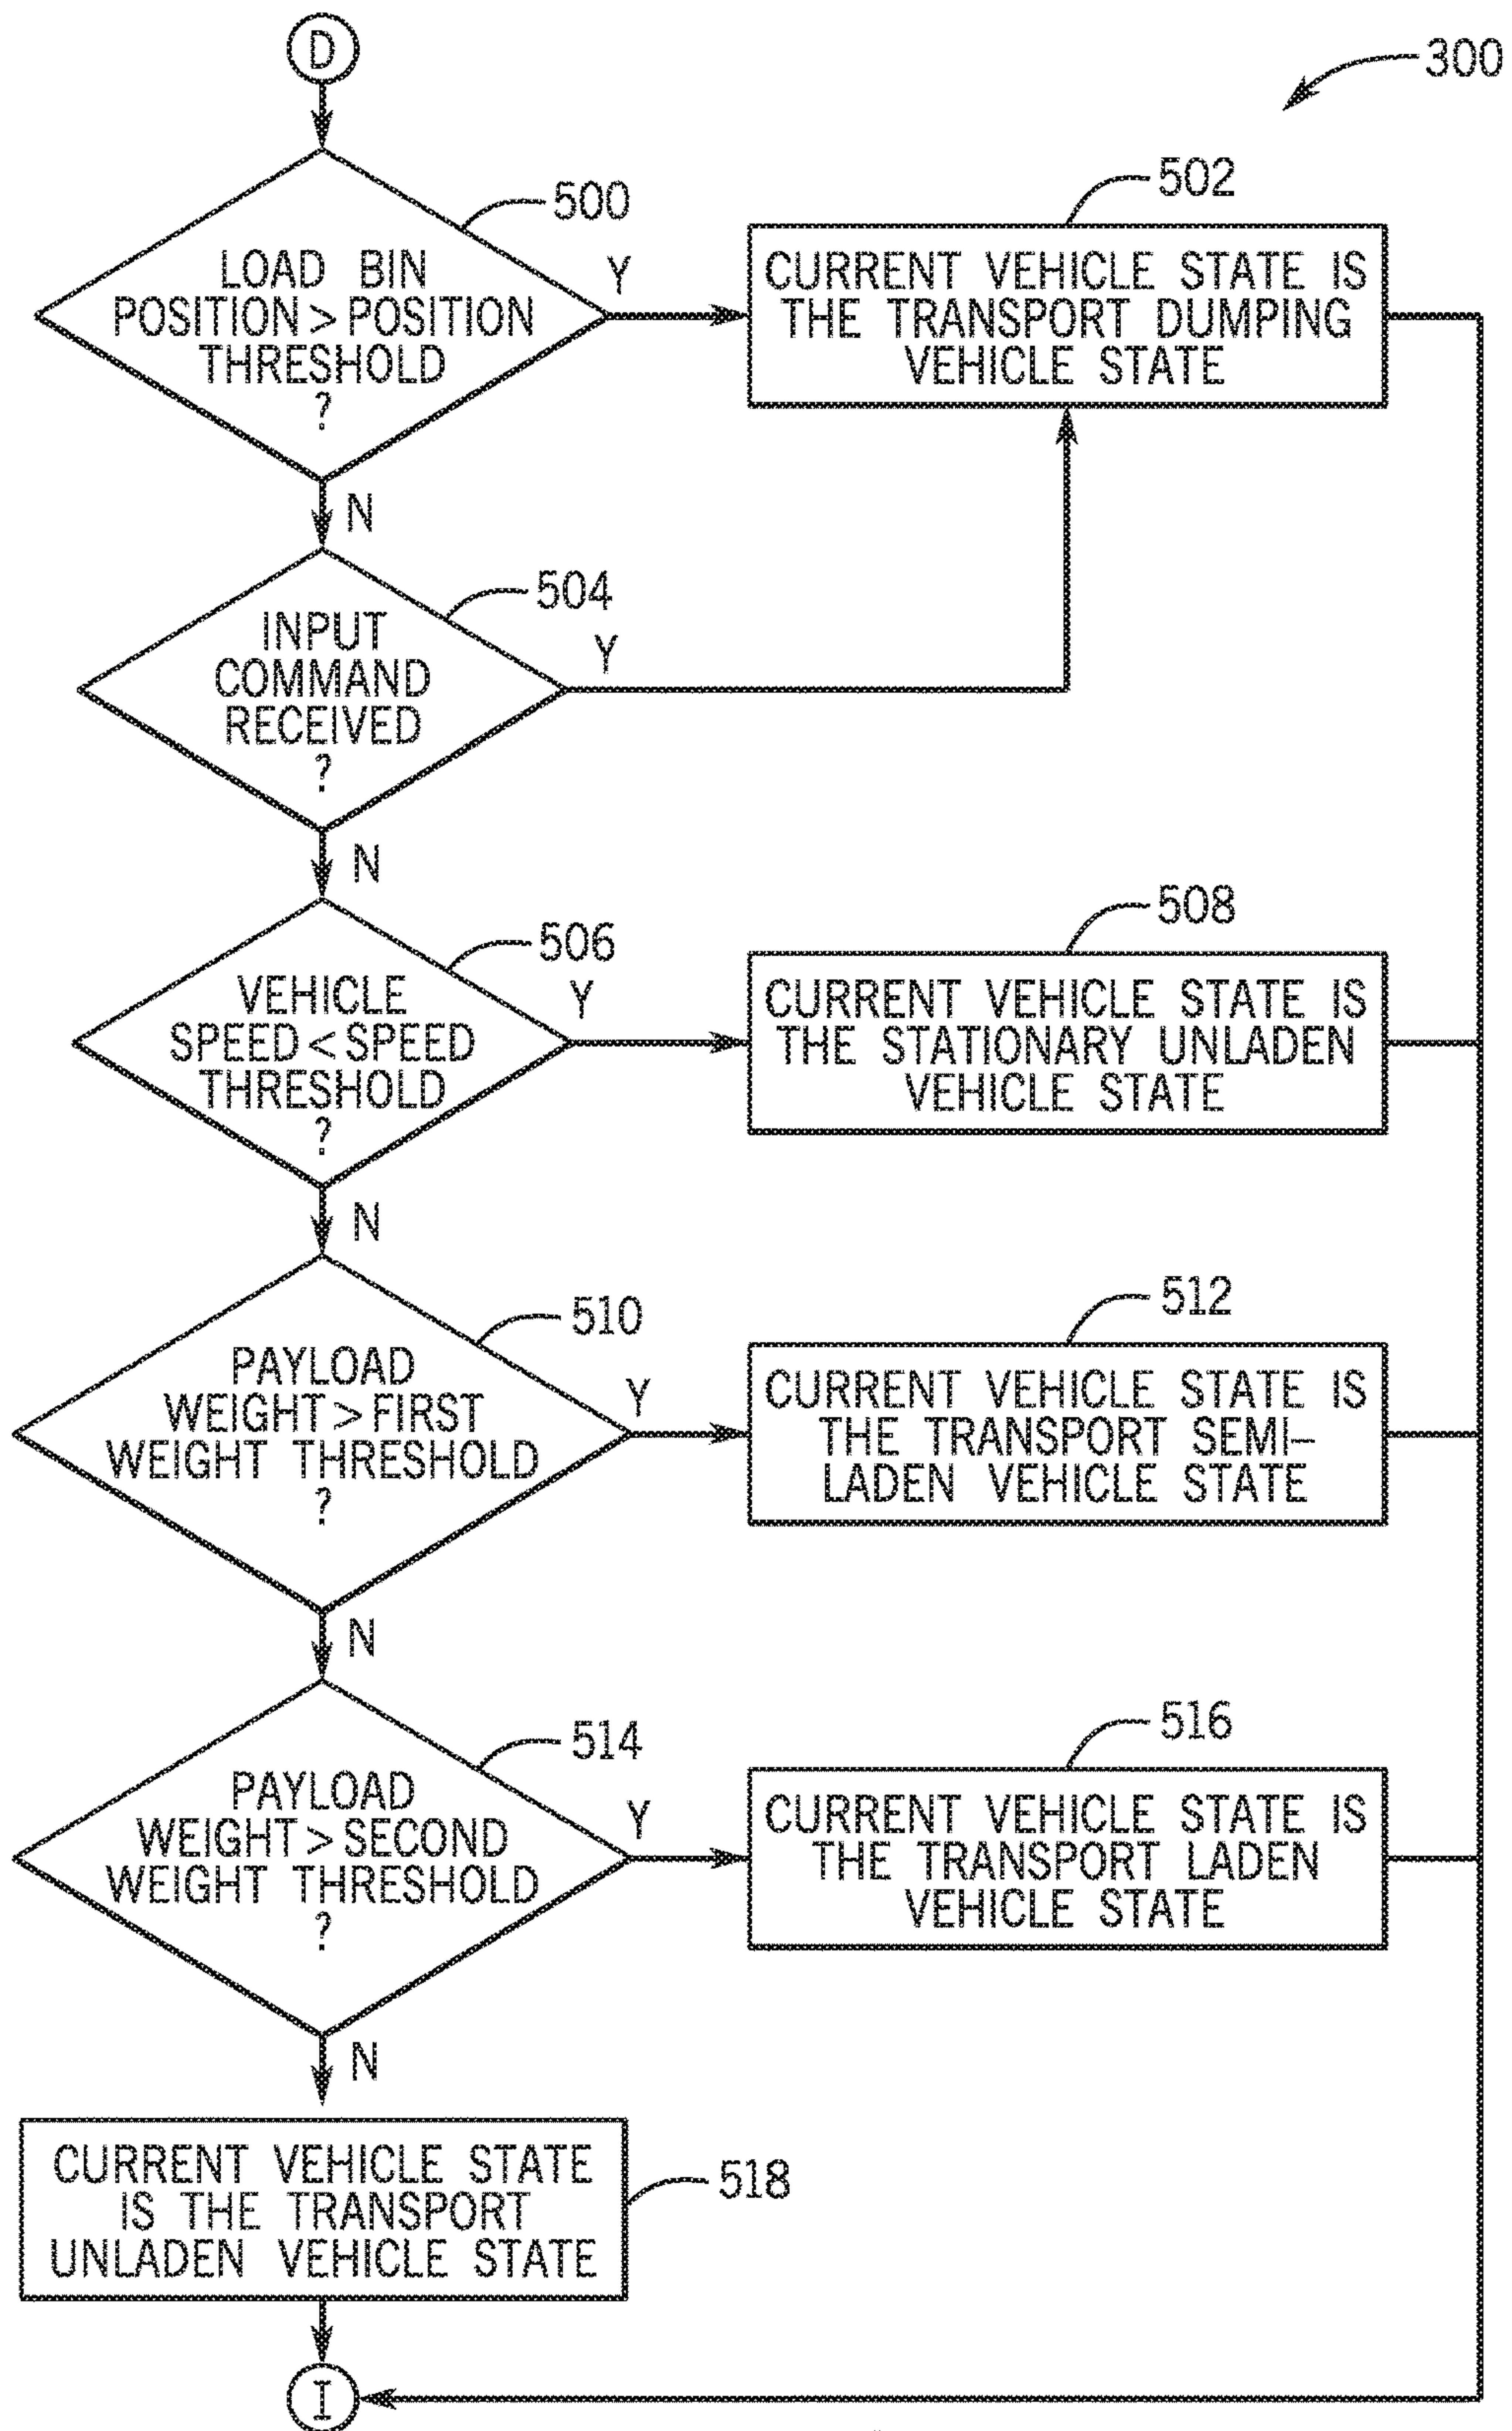 D
300
500
LOAD BIN
POSITION > POSITION
THRESHOLD
?
Y
502
CURRENT VEHICLE STATE IS
THE TRANSPORT DUMPING
VEHICLE STATE
N
504
INPUT
COMMAND
RECEIVED
?
Y
N
506
VEHICLE
SPEED < SPEED
THRESHOLD
?
Y
508
CURRENT VEHICLE STATE IS
THE STATIONARY UNLADEN
VEHICLE STATE
N
510
PAYLOAD
WEIGHT > FIRST
WEIGHT THRESHOLD
?
Y
512
CURRENT VEHICLE STATE IS
THE TRANSPORT SEMI-
LADEN VEHICLE STATE
N
514
PAYLOAD
WEIGHT > SECOND
WEIGHT THRESHOLD
?
Y
516
CURRENT VEHICLE STATE IS
THE TRANSPORT LADEN
VEHICLE STATE
N
CURRENT VEHICLE STATE
IS THE TRANSPORT
UNLADEN VEHICLE STATE
518
I